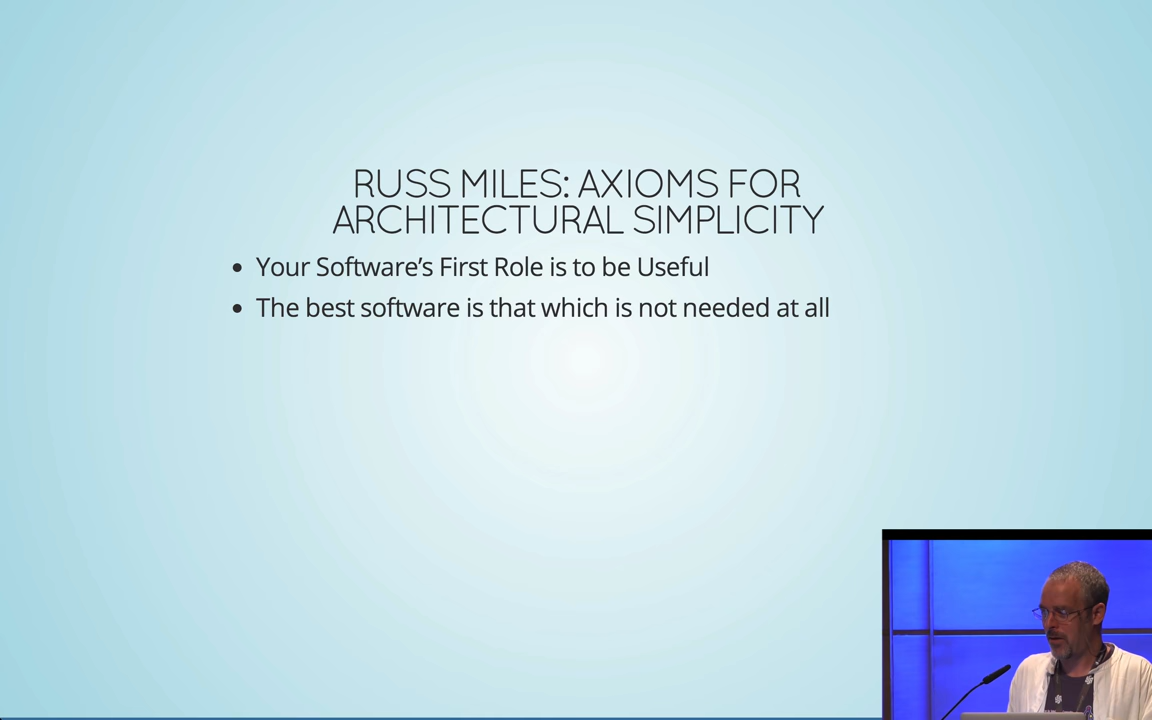 RUSS MILES: AXIOMS FOR
ARCHITECTURAL SIMPLICITY
• Your Software’s First Role is to be Useful
• The best software is that which is not needed at all